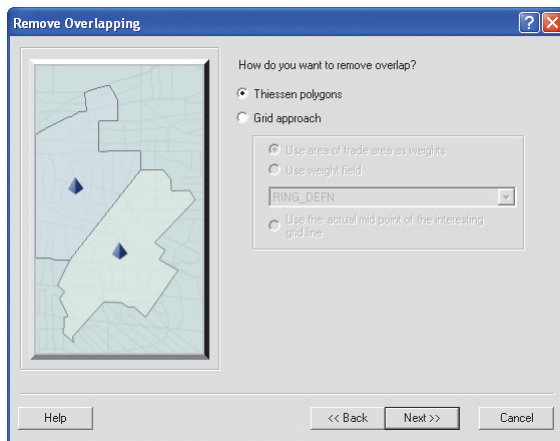 Remove Overlapping
How do you want to remove overlap?
Thiessen polygons
Grid approach
Use area of trade area as weights
Use weight field
RING_DEFN
Use the actual mid point of the interesting
grid line
Help
<< Back
Next >>
Cancel